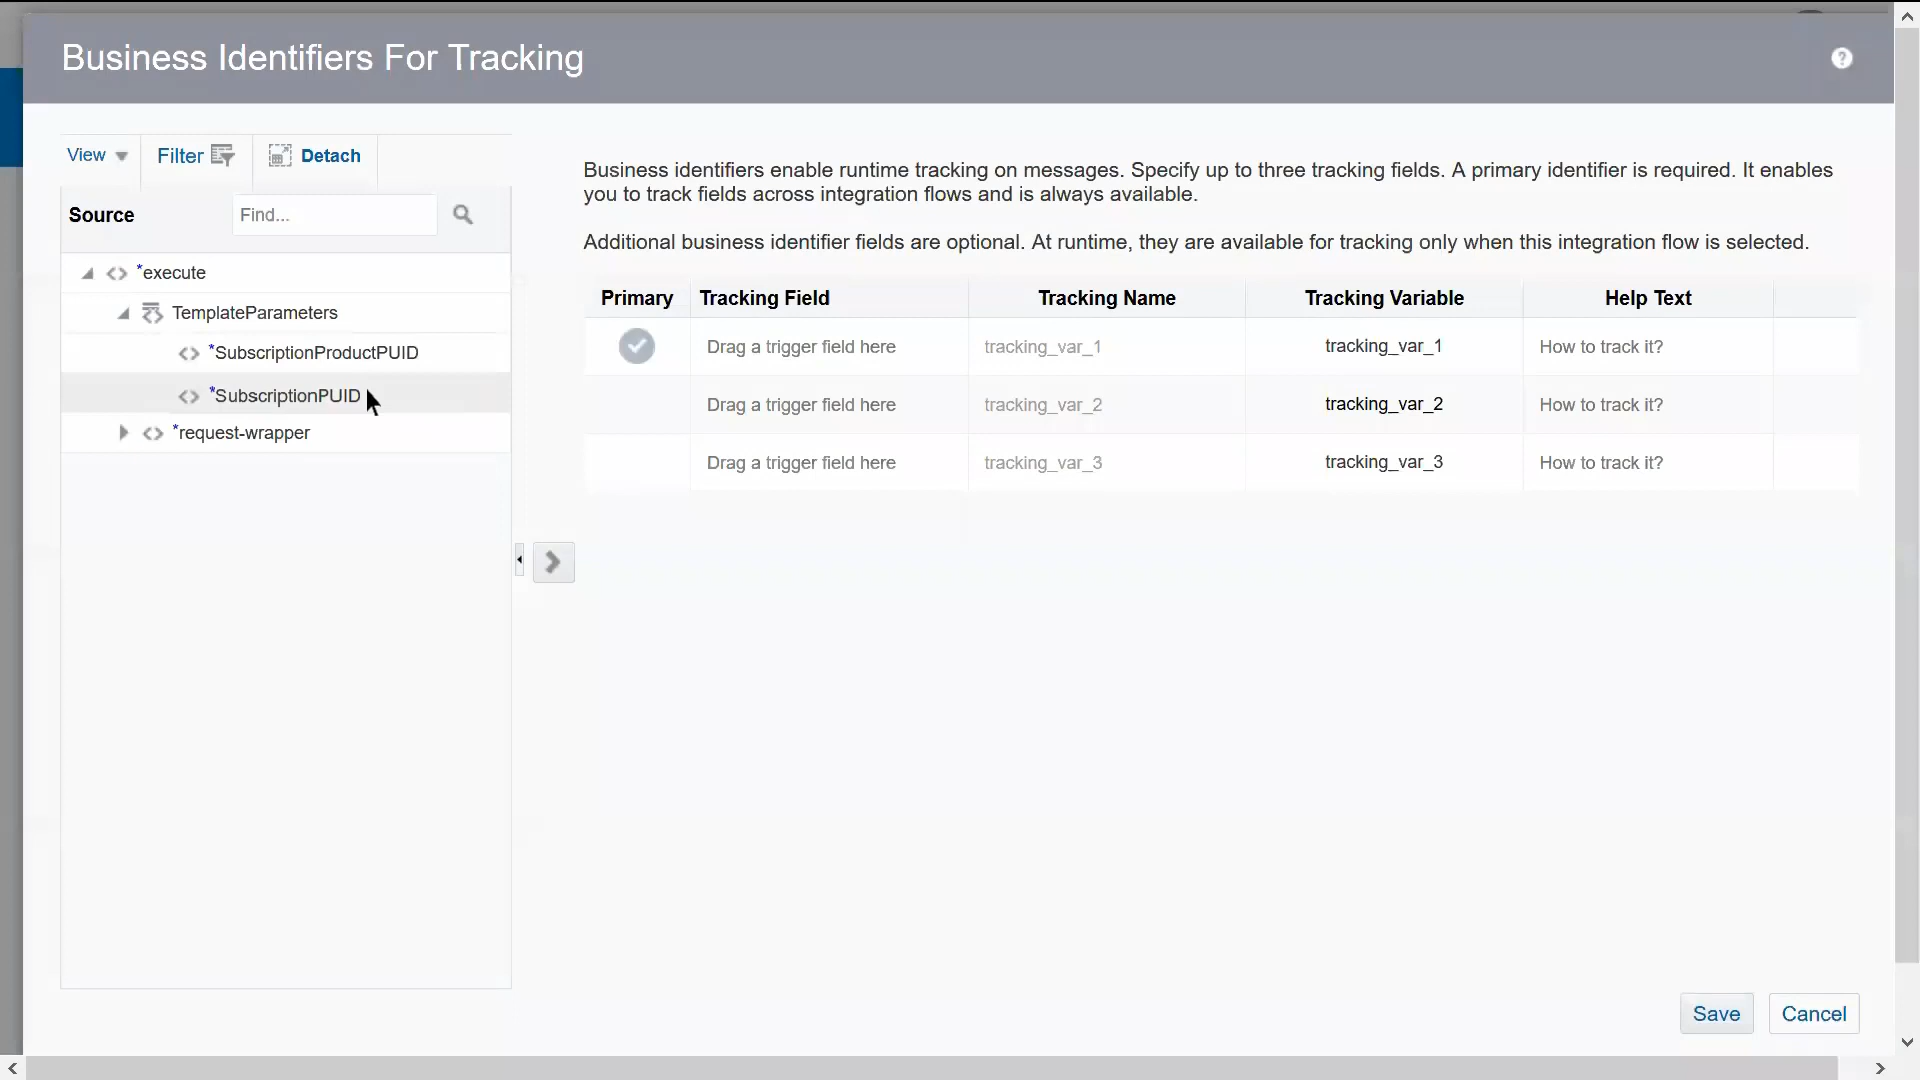 Business Identifiers For Tracking
?
View
Filter
Detach
Source
Find...
*execute
TemplateParameters
*SubscriptionProductPUID
*SubscriptionPUID
*request-wrapper
Business identifiers enable runtime tracking on messages. Specify up to three tracking fields. A primary identifier is required. It enables
you to track fields across integration flows and is always available.
Additional business identifier fields are optional. At runtime, they are available for tracking only when this integration flow is selected.
Primary Tracking Field Tracking Name Tracking Variable Help Text
Drag a trigger field here tracking_var_1 tracking_var_1 How to track it?
Drag a trigger field here tracking_var_2 tracking_var_2 How to track it?
Drag a trigger field here tracking_var_3 tracking_var_3 How to track it?
Save Cancel